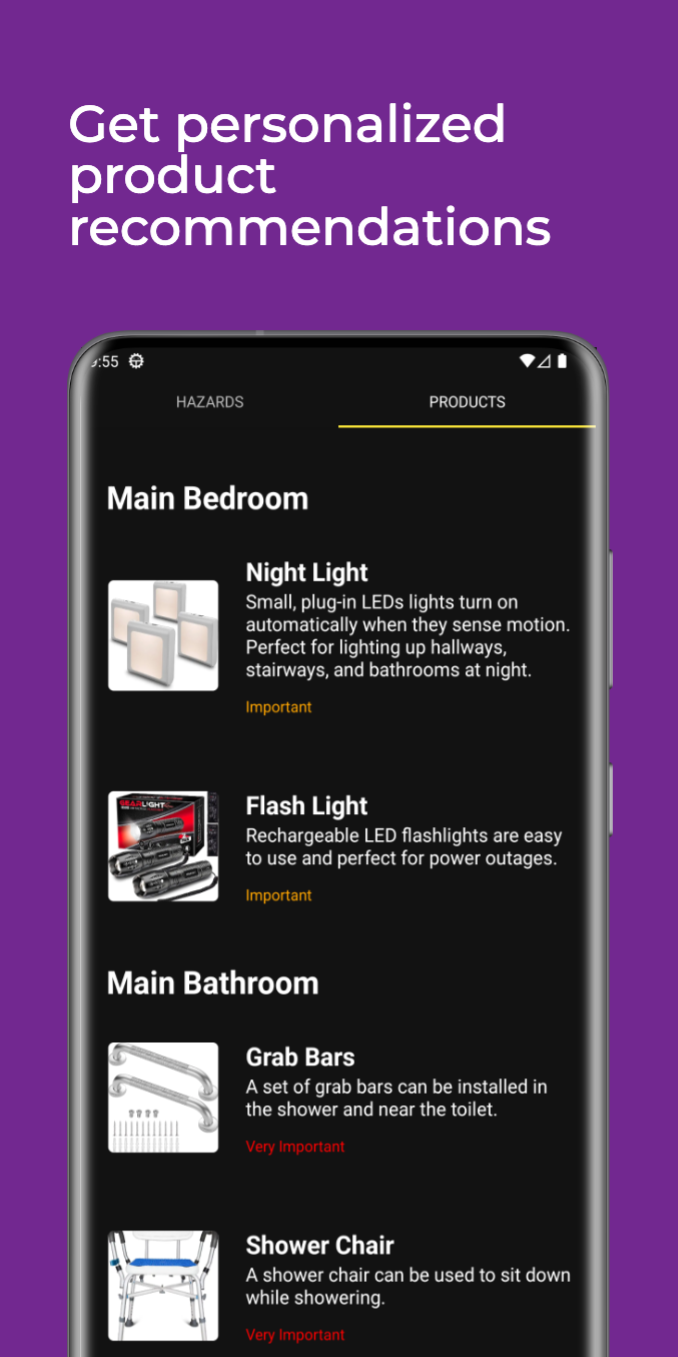 Get personalized
product
recommendations
:55
HAZARDS
PRODUCTS
Main Bedroom
Night Light
Small, plug-in LEDs lights turn on
automatically when they sense motion.
Perfect for lighting up hallways,
stairways, and bathrooms at night.
Important
GEARLIGHT
Flash Light
Rechargeable LED flashlights are easy
to use and perfect for power outages.
Important
Main Bathroom
Grab Bars
A set of grab bars can be installed in
the shower and near the toilet.
Very Important
Shower Chair
A shower chair can be used to sit down
while showering.
Very Important